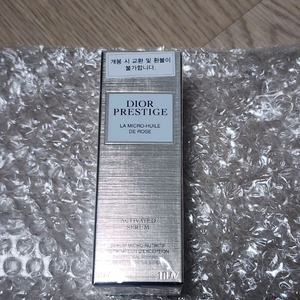 개봉 시 교환 및 환불이
불가합니다.
DIOR
PRESTIGE
LA MICRO-HUILE
DE ROSE
ACTIVATED
SERUM